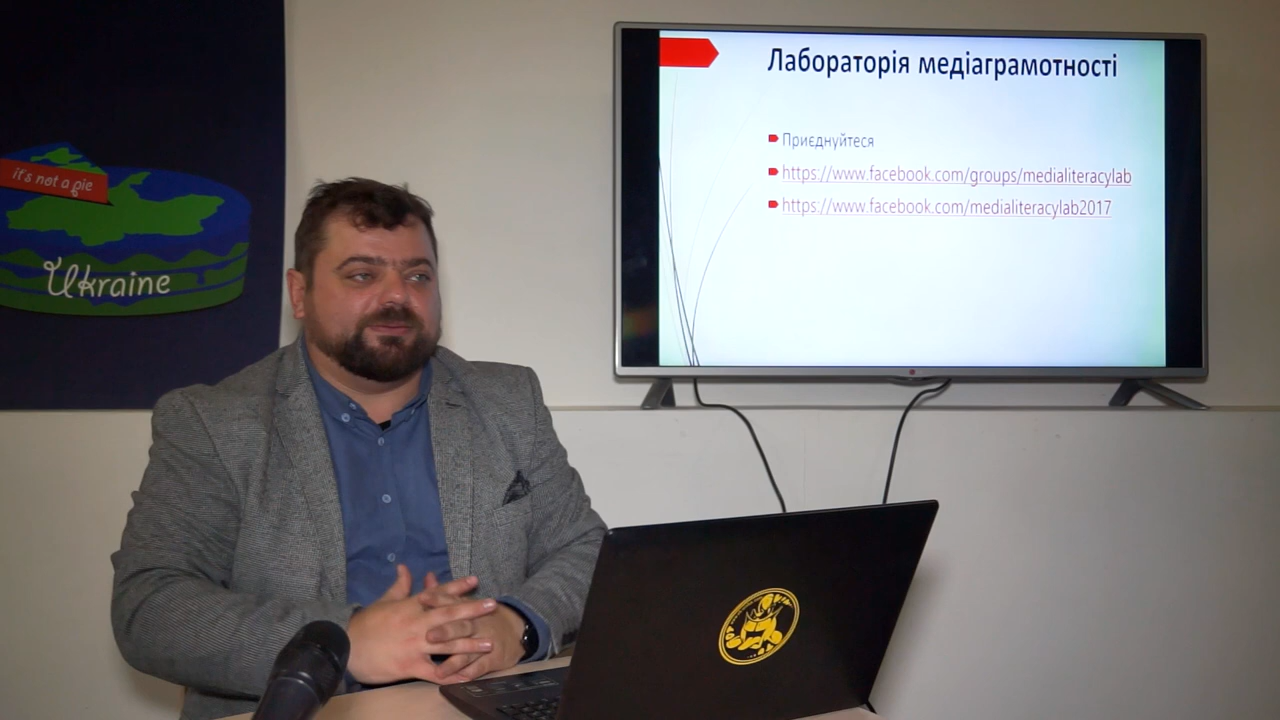 it's not a pie
Ukraine
Лабораторія медіаграмотності
Приєднуйтеся
https://www.facebook.com/groups/medialiteracylab
https://www.facebook.com/medialiteracylab2017